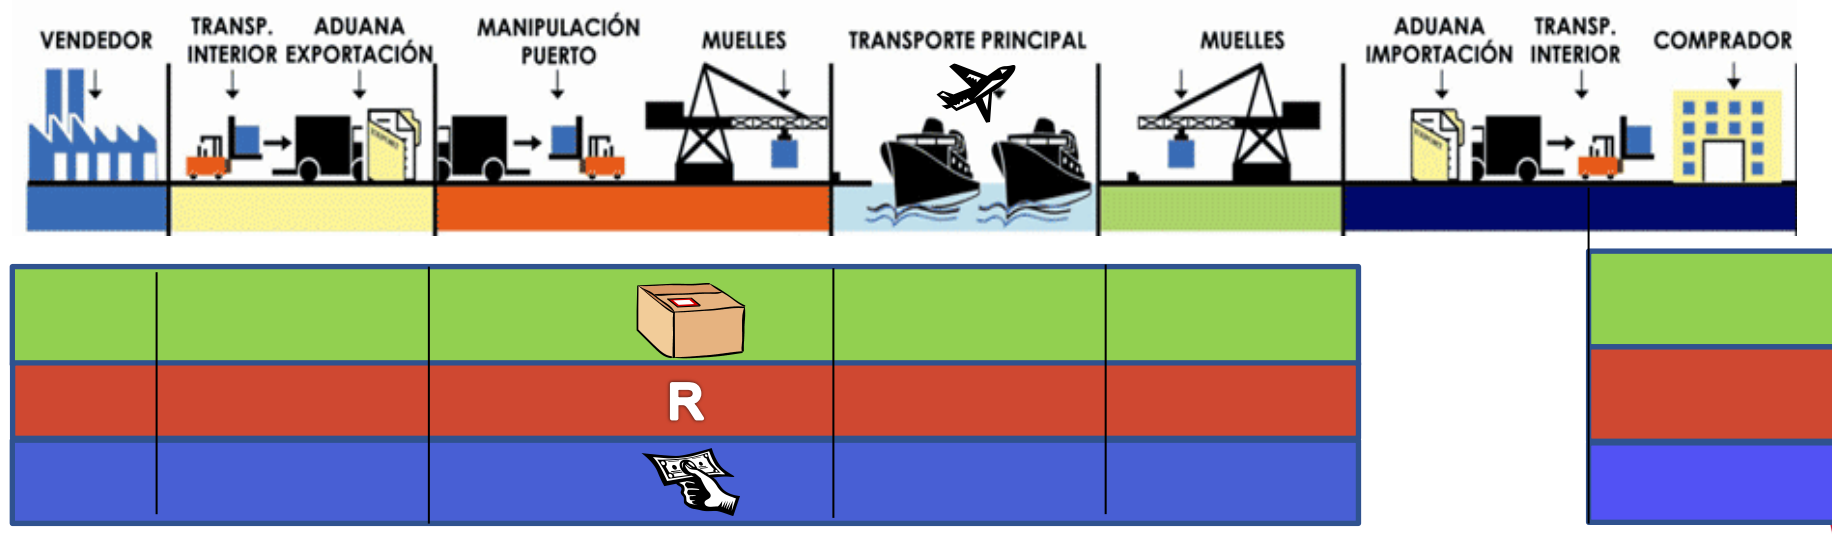 VENDEDOR
TRANSP.
INTERIOR
ADUANA
EXPORTACIÓN
MANIPULACIÓN
PUERTO
MUELLES
TRANSPORTE PRINCIPAL
MUELLES
ADUANA
IMPORTACIÓN
TRANSP.
INTERIOR
COMPRADOR
R